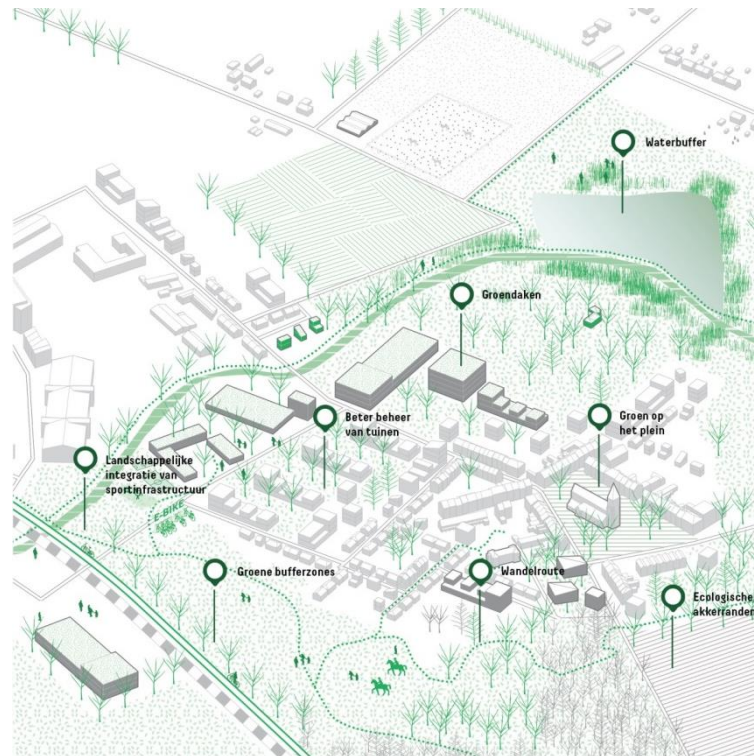 Waterbuffer
Groendaken
Beter beheer
van tuinen
Groen op
het plein
Landschappelijke
integratie van
sportinfrastructuur
E-BIKE
Groene bufferzones
Wandelroute
Ecologische
akkerranden